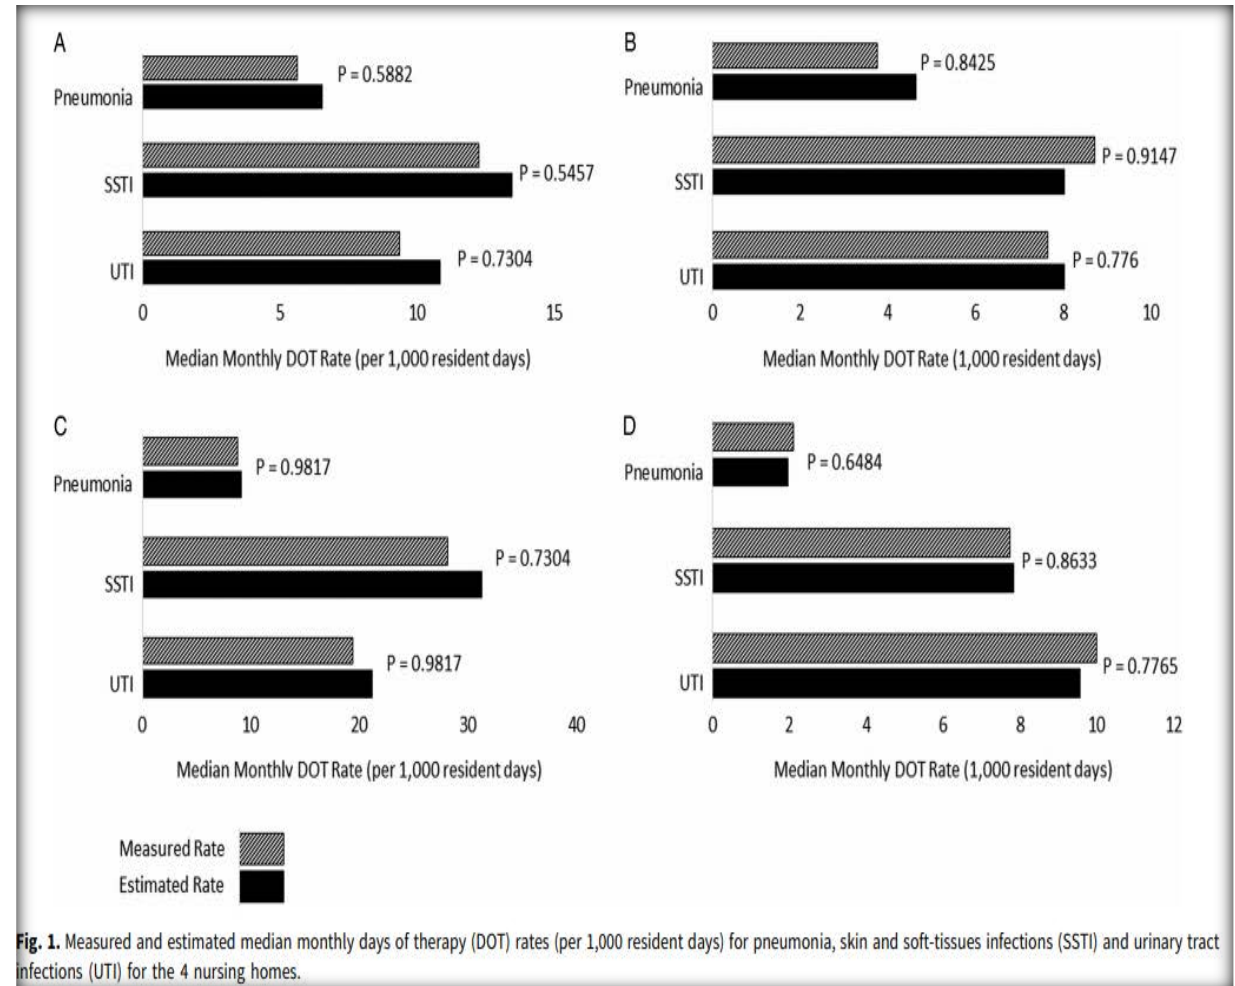 A
P = 0.5882
Pneumonia
P = 0.5457
SSTI
P = 0.7304
UTI
0 5 10 15
Median Monthly DOT Rate (per 1,000 resident days)
B
P = 0.8425
Pneumonia
P = 0.9147
SSTI
P = 0.776
UTI
0 2 4 6 8 10
Median Monthly DOT Rate (1,000 resident days)
C
P = 0.9817
Pneumonia
P = 0.7304
SSTI
P = 0.9817
UTI
0 10 20 30 40
Median Monthly DOT Rate (per 1,000 resident days)
D
P = 0.6484
Pneumonia
P = 0.8633
SSTI
P = 0.7765
UTI
0 2 4 6 8 10 12
Median Monthly DOT Rate (1,000 resident days)
Measured Rate
Estimated Rate
Fig. 1. Measured and estimated median monthly days of therapy (DOT) rates (per 1,000 resident days) for pneumonia, skin and soft-tissues infections (SSTI) and urinary tract
infections (UTI) for the 4 nursing homes.